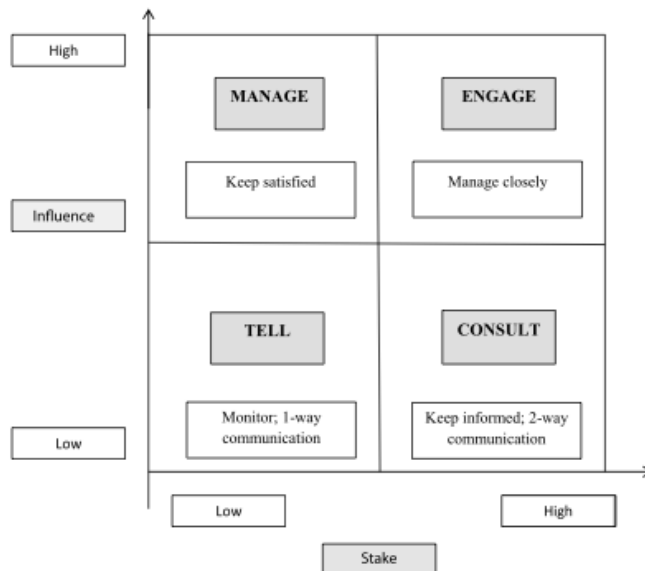 High
MANAGE
ENGAGE
Keep satisfied
Manage closely
Influence
TELL
CONSULT
Monitor; 1-way
communication
Keep informed; 2-way
communication
Low
Low
High
Stake